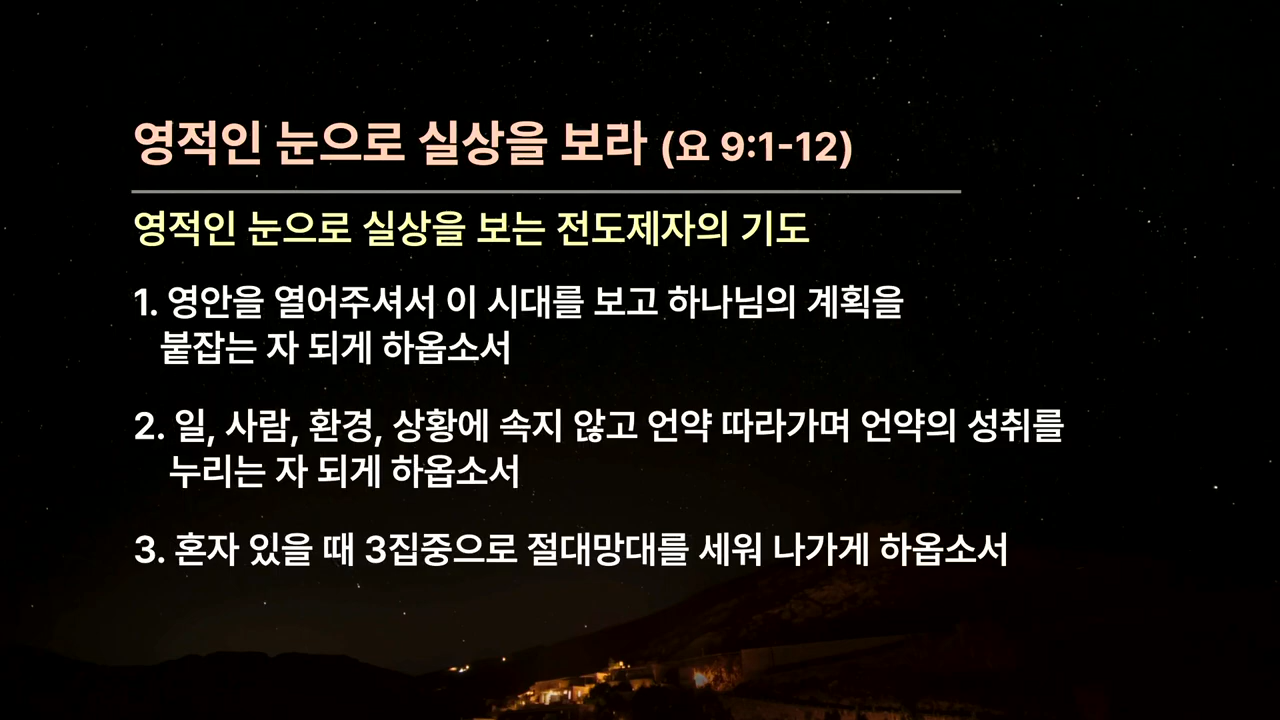 영적인 눈으로 실상을 보라 (요 9:1-12)
영적인 눈으로 실상을 보는 전도제자의 기도
1. 영안을 열어주셔서 이 시대를 보고 하나님의 계획을
붙잡는 자 되게 하옵소서
2. 일, 사람, 환경, 상황에 속지 않고 언약 따라가며 언약의 성취를
누리는 자 되게 하옵소서
3. 혼자 있을 때 3집중으로 절대망대를 세워 나가게 하옵소서